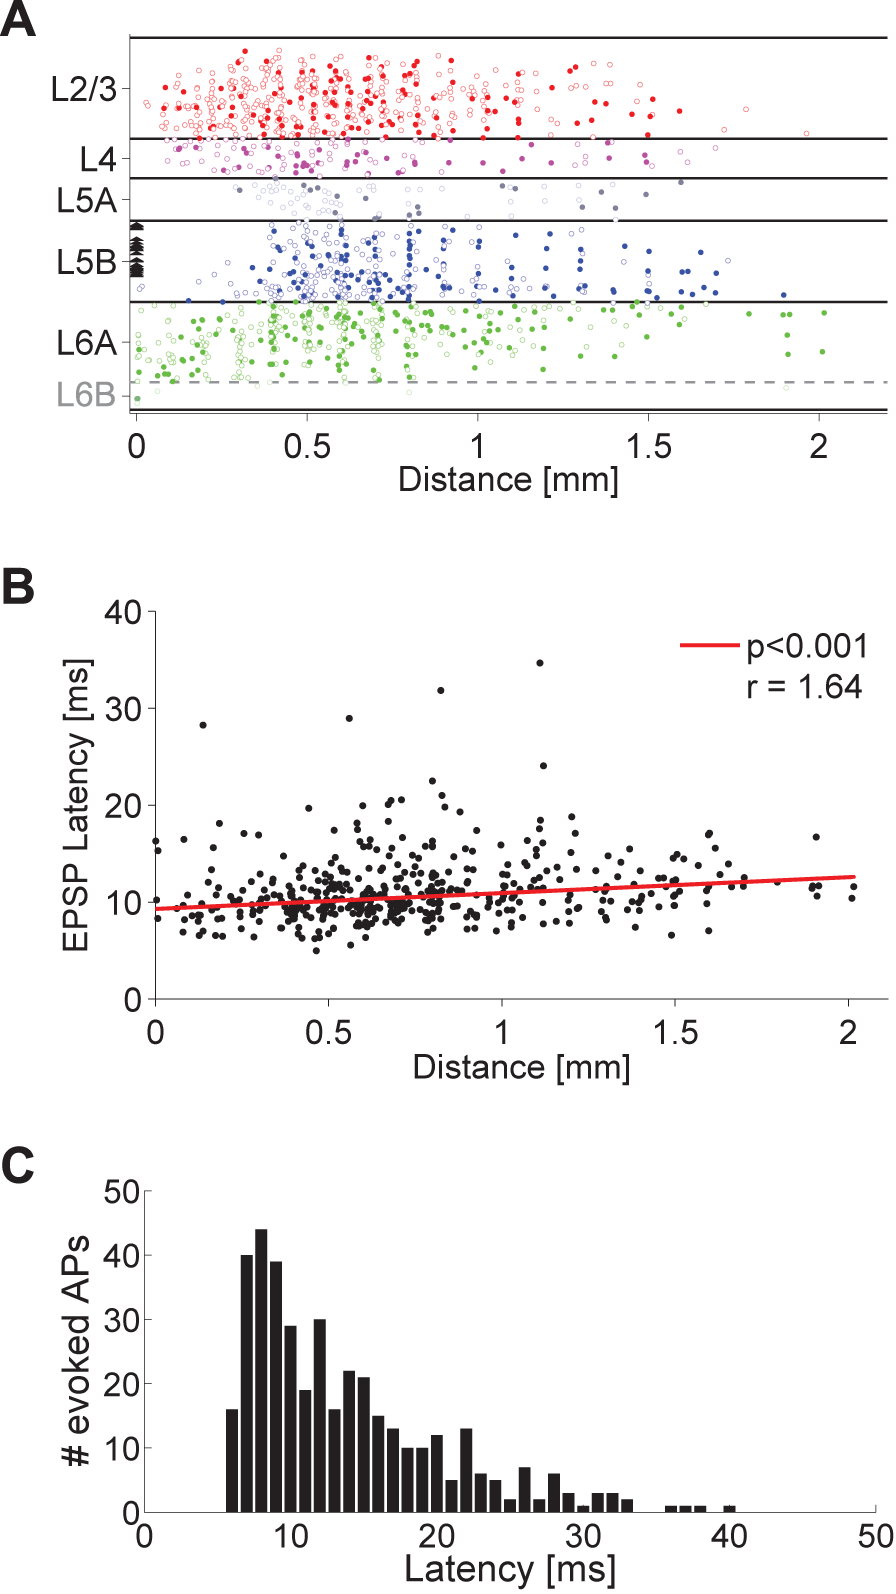 A
L2/3
L4
L5A
L5B
L6A
L6B
0 0.5 1 1.5 2
Distance [mm]
B
40
30
20
10
0
EPSP Latency [ms]
p<0.001
r = 1.64
0 0.5 1 1.5 2
Distance [mm]
C
50
40
30
20
10
0
# evoked APs
0 10 20 30 40 50
Latency [ms]